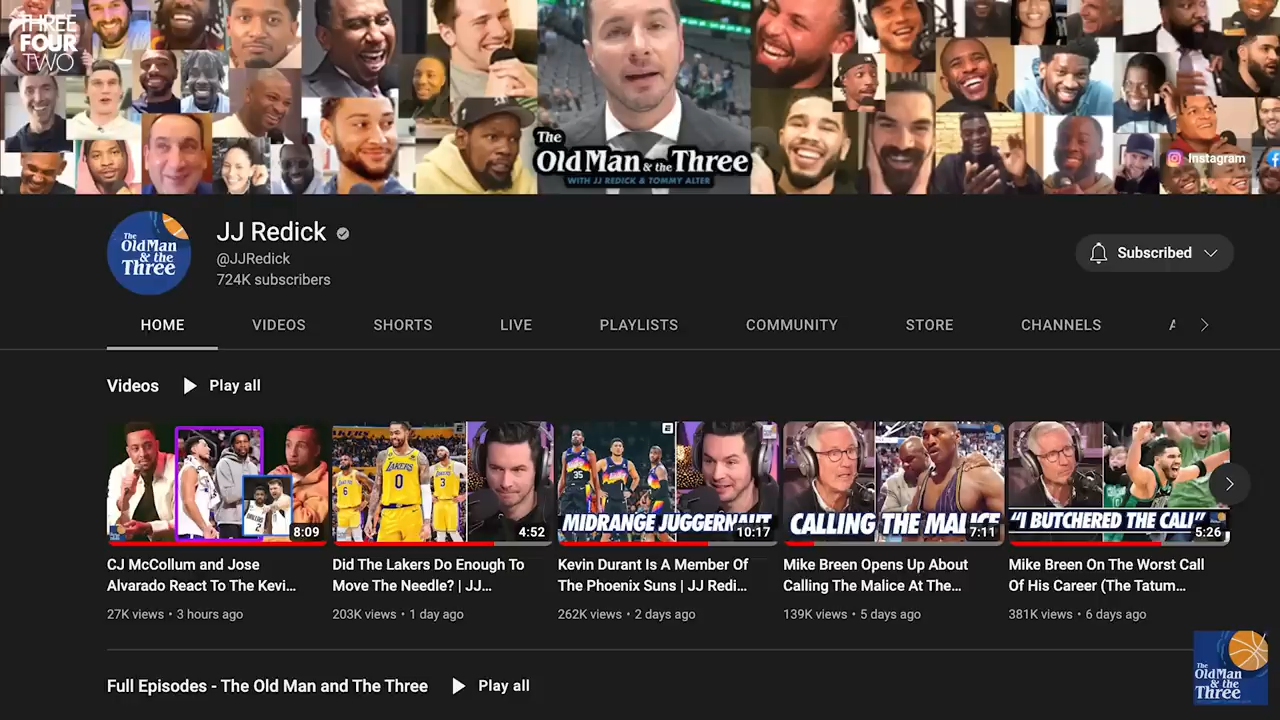 THREE
FOUR
TWO
The
Old Man & the Three
WITH JJ REDICK & TOMMY ALTER
Instagram
The
Old Man
& the
Three
JJ Redick
@JJRedick
724K subscribers
Subscribed
HOME
VIDEOS
SHORTS
LIVE
PLAYLISTS
COMMUNITY
STORE
CHANNELS
Videos
Play all
8:09
LAKERS
0
6
3
4:52
35
MIDRANGE JUGGERNAUT
10:17
CALLING THE MALICE
7:11
"I BUTCHERED THE CALL"
5:26
CJ McCollum and Jose
Alvarado React To The Kevi...
27K views • 3 hours ago
Did The Lakers Do Enough To
Move The Needle? | JJ...
203K views • 1 day ago
Kevin Durant Is A Member Of
The Phoenix Suns | JJ Redi...
262K views • 2 days ago
Mike Breen Opens Up About
Calling The Malice At The...
139K views • 5 days ago
Mike Breen On The Worst Call
Of His Career (The Tatum...
381K views • 6 days ago
Full Episodes - The Old Man and The Three
Play all
The
Old Man
& the
Three